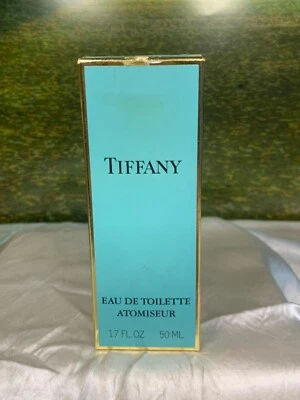 TIFFANY
EAU DE TOILETTE
ATOMISEUR
1.7 FL.OZ 50 ML